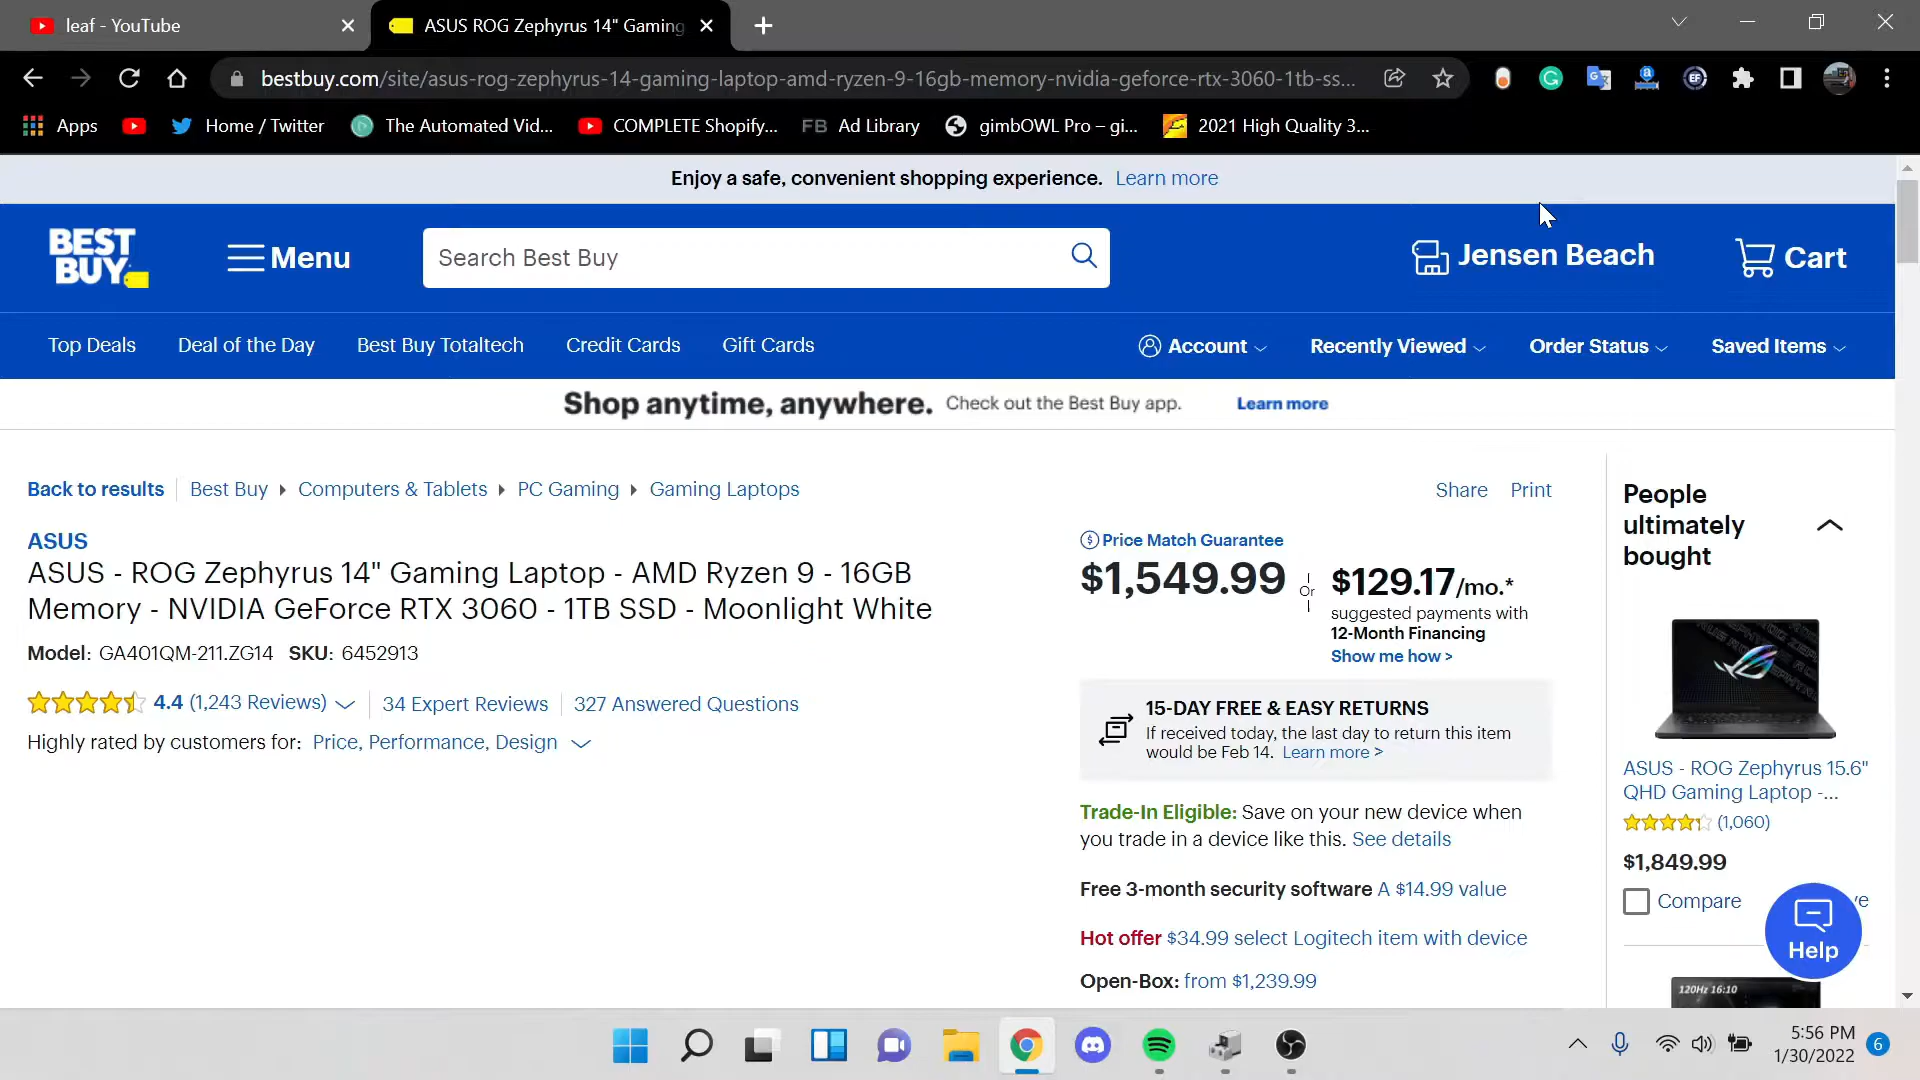 leaf - YouTube
ASUS ROG Zephyrus 14" Gaming
bestbuy.com/site/asus-rog-zephyrus-14-gaming-laptop-amd-ryzen-9-16gb-memory-nvidia-geforce-rtx-3060-1tb-ss...
Apps
Home / Twitter
The Automated Vid...
COMPLETE Shopify...
FB Ad Library
gimbOWL Pro – gi...
2021 High Quality 3...
Enjoy a safe, convenient shopping experience. Learn more
BEST BUY
Menu
Search Best Buy
Jensen Beach
Cart
Top Deals
Deal of the Day
Best Buy Totaltech
Credit Cards
Gift Cards
Account
Recently Viewed
Order Status
Saved Items
Shop anytime, anywhere. Check out the Best Buy app. Learn more
Back to results
Best Buy
Computers & Tablets
PC Gaming
Gaming Laptops
Share
Print
ASUS
ASUS - ROG Zephyrus 14" Gaming Laptop - AMD Ryzen 9 - 16GB
Memory - NVIDIA GeForce RTX 3060 - 1TB SSD - Moonlight White
Model: GA401QM-211.ZG14 SKU: 6452913
4.4 (1,243 Reviews)
34 Expert Reviews
327 Answered Questions
Highly rated by customers for: Price, Performance, Design
Price Match Guarantee
$1,549.99
Or
$129.17/mo.*
suggested payments with
12-Month Financing
Show me how >
15-DAY FREE & EASY RETURNS
If received today, the last day to return this item
would be Feb 14. Learn more >
Trade-In Eligible: Save on your new device when
you trade in a device like this. See details
Free 3-month security software A $14.99 value
Hot offer $34.99 select Logitech item with device
Open-Box: from $1,239.99
People
ultimately
bought
ASUS - ROG Zephyrus 15.6"
QHD Gaming Laptop -...
(1,060)
$1,849.99
Compare
ve
Help
120Hz 16:10
5:56 PM
1/30/2022
6